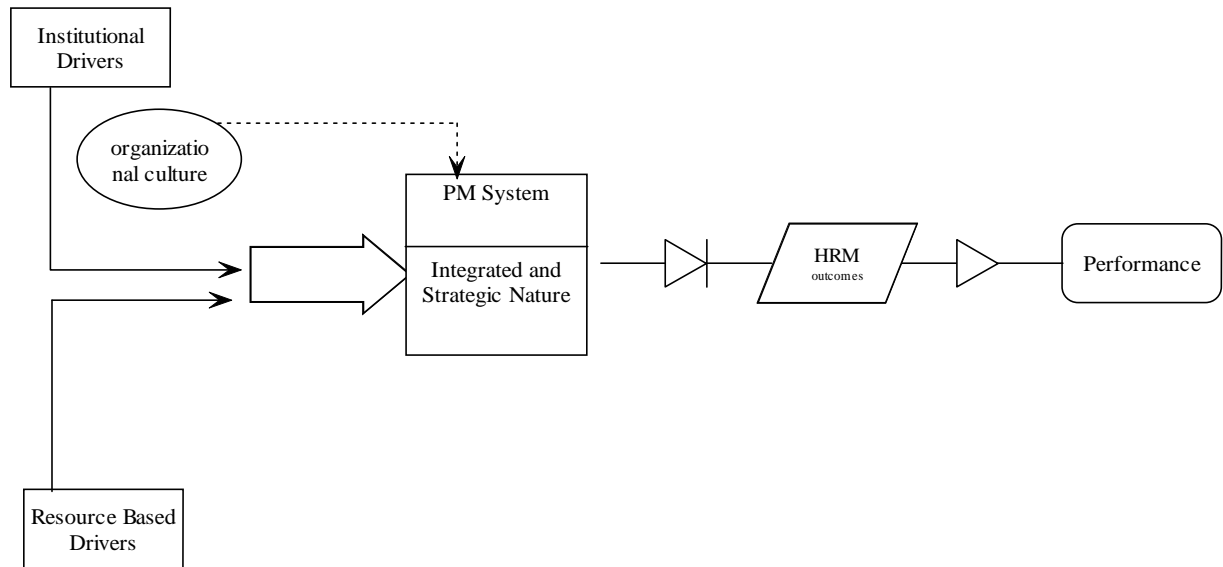 Institutional
Drivers
organizatio
nal culture
PM System
Integrated and
Strategic Nature
HRM
outcomes
Performance
Resource Based
Drivers